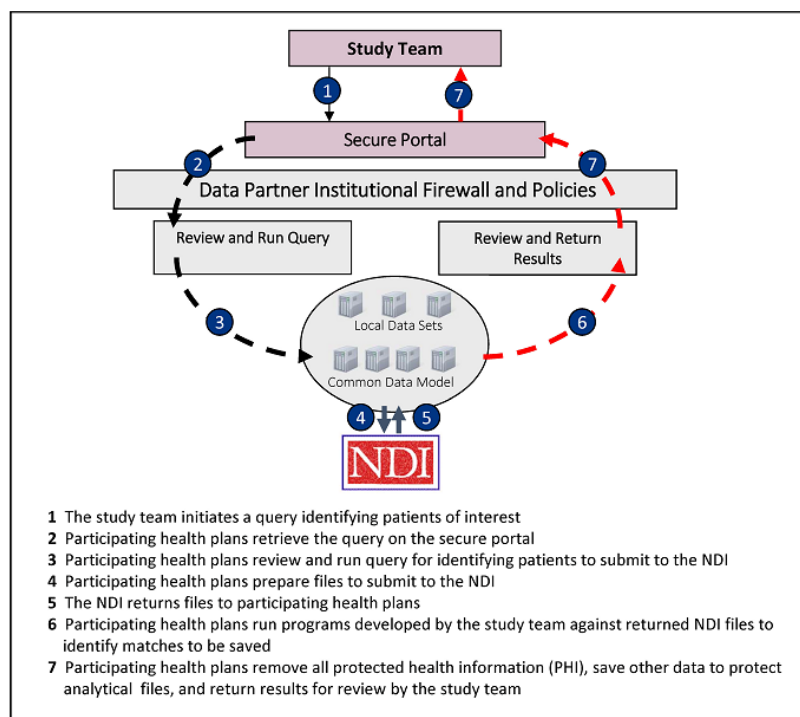 Study Team
1
7
Secure Portal
2
7
Data Partner Institutional Firewall and Policies
Review and Run Query
Review and Return
Results
3
6
Local Data Sets
Common Data Model
4
5
NDI
1 The study team initiates a query identifying patients of interest
2 Participating health plans retrieve the query on the secure portal
3 Participating health plans review and run query for identifying patients to submit to the NDI
4 Participating health plans prepare files to submit to the NDI
5 The NDI returns files to participating health plans
6 Participating health plans run programs developed by the study team against returned NDI files to
identify matches to be saved
7 Participating health plans remove all protected health information (PHI), save other data to protect
analytical files, and return results for review by the study team